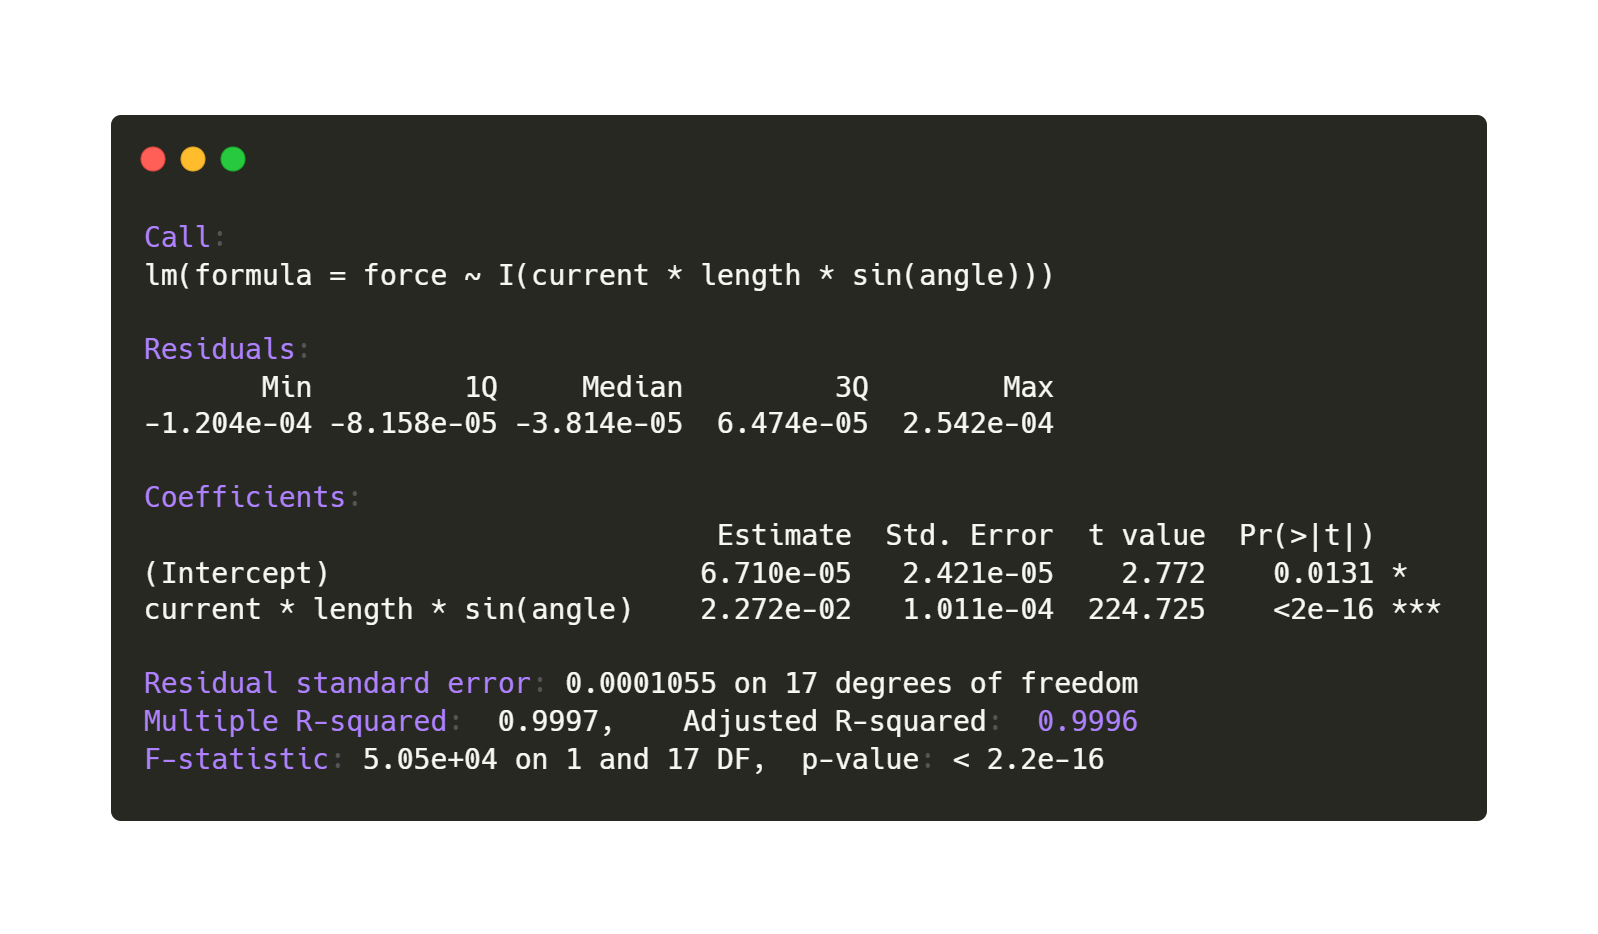 Call:
lm(formula = force ~ I(current * length * sin(angle)))
Residuals:
Min 1Q Median 3Q Max
-1.204e-04 -8.158e-05 -3.814e-05 6.474e-05 2.542e-04
Coefficients:
Estimate Std. Error t value Pr(>|t|)
(Intercept) 6.710e-05 2.421e-05 2.772 0.0131 *
current * length * sin(angle) 2.272e-02 1.011e-04 224.725 <2e-16 ***
Residual standard error: 0.0001055 on 17 degrees of freedom
Multiple R-squared: 0.9997, Adjusted R-squared: 0.9996
F-statistic: 5.05e+04 on 1 and 17 DF, p-value: < 2.2e-16